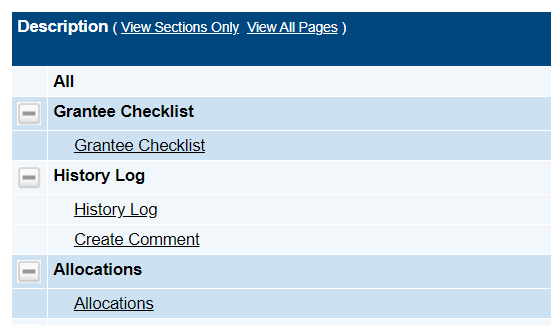 Description ( View Sections Only View All Pages )
All
Grantee Checklist
Grantee Checklist
History Log
History Log
Create Comment
Allocations
Allocations